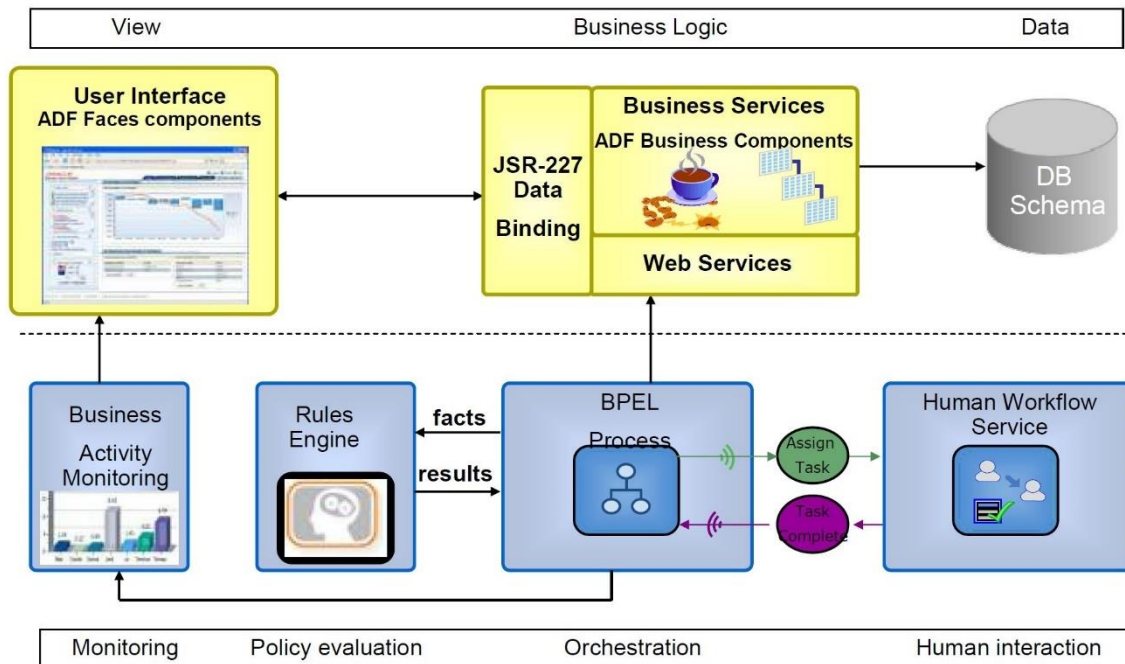 View Business Logic Data
User Interface
ADF Faces components
JSR-227
Data
Binding
Business Services
ADF Business Components
Web Services
DB
Schema
Business
Activity
Monitoring
Rules
Engine
facts
results
BPEL
Process
Assign
Task
Task
Complete
Human Workflow
Service
Monitoring Policy evaluation Orchestration Human interaction